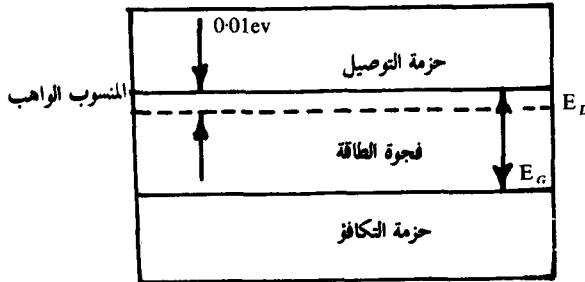 0·01ev
حزمة التوصيل
المنسوب الواهب
E_D
فجوة الطاقة
E_G
حزمة التكافؤ